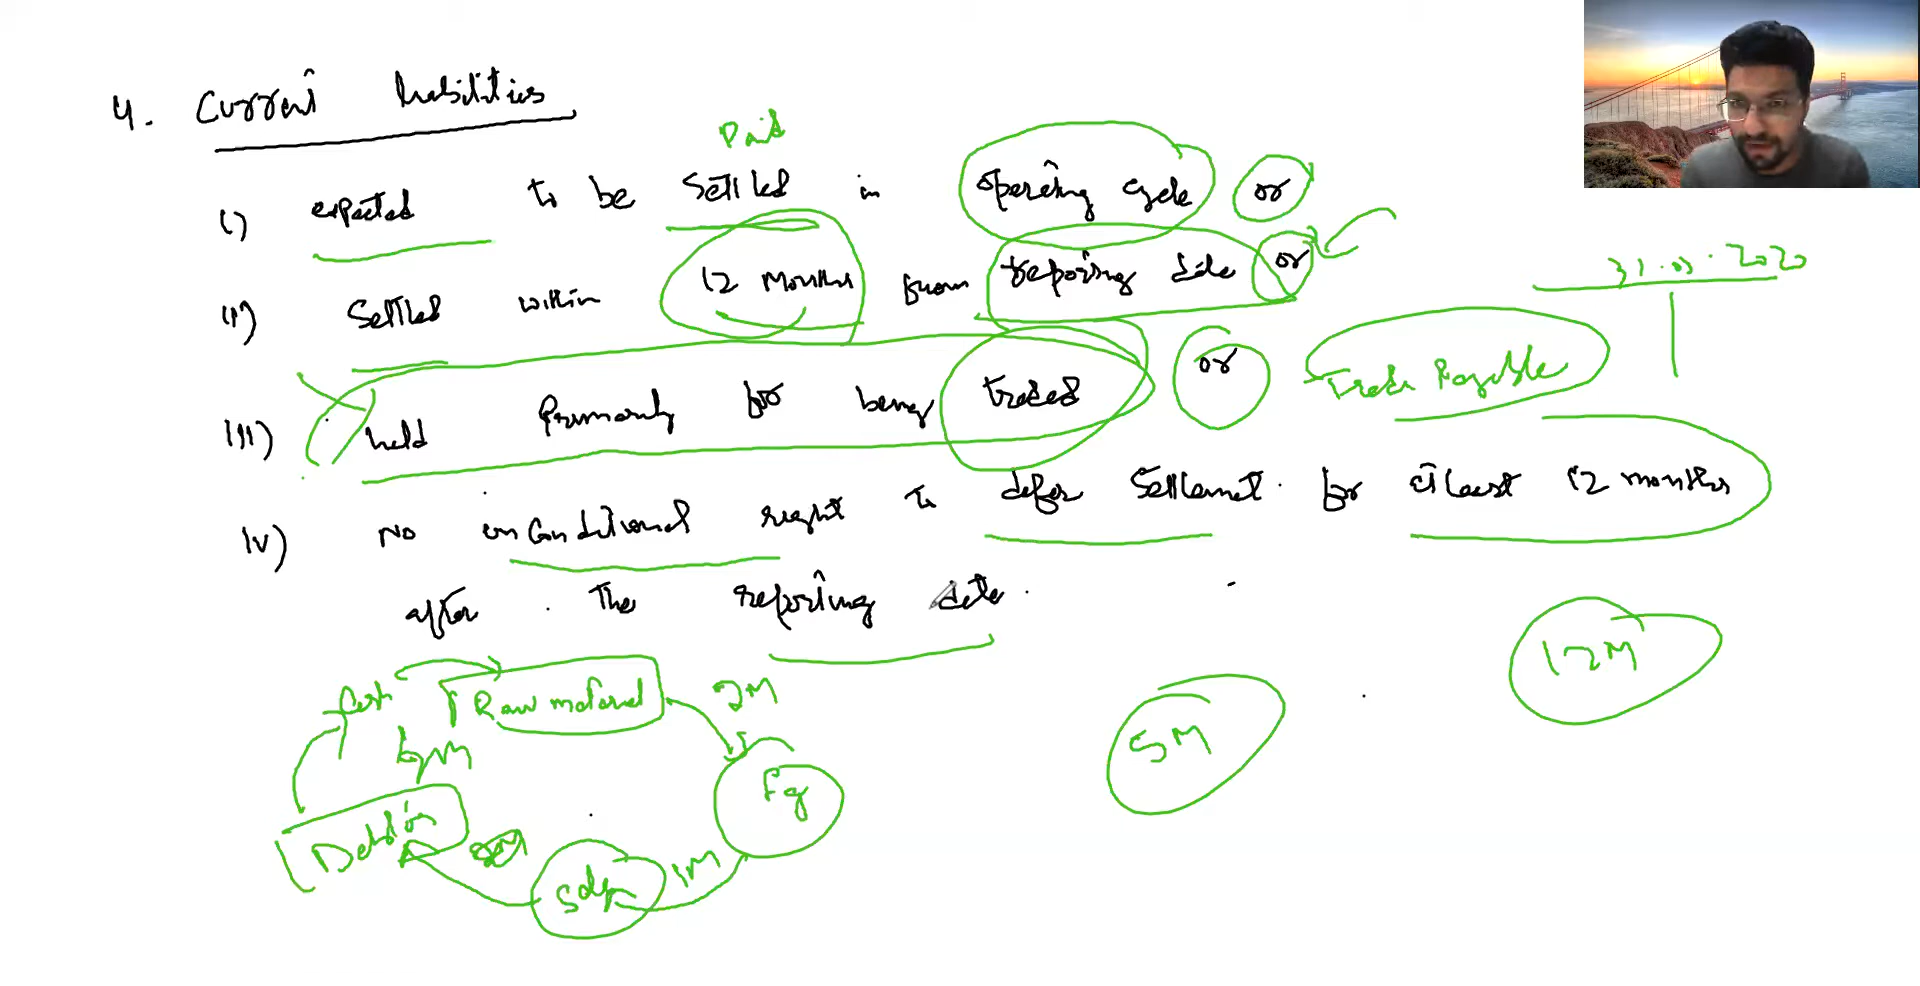 4. Current liabilities
Paid
(i) expected to be settled in operating cycle or
(ii) Settled within 12 months from reporting date or
31.03.2020
(iii) held Primarily for being traded or Trade Payable
iv) No unconditional right to defer Settlement for atleast 12 months
after the reporting date
12M
Cash Raw material 2M
5M
6M
Fg
Debtors
1M